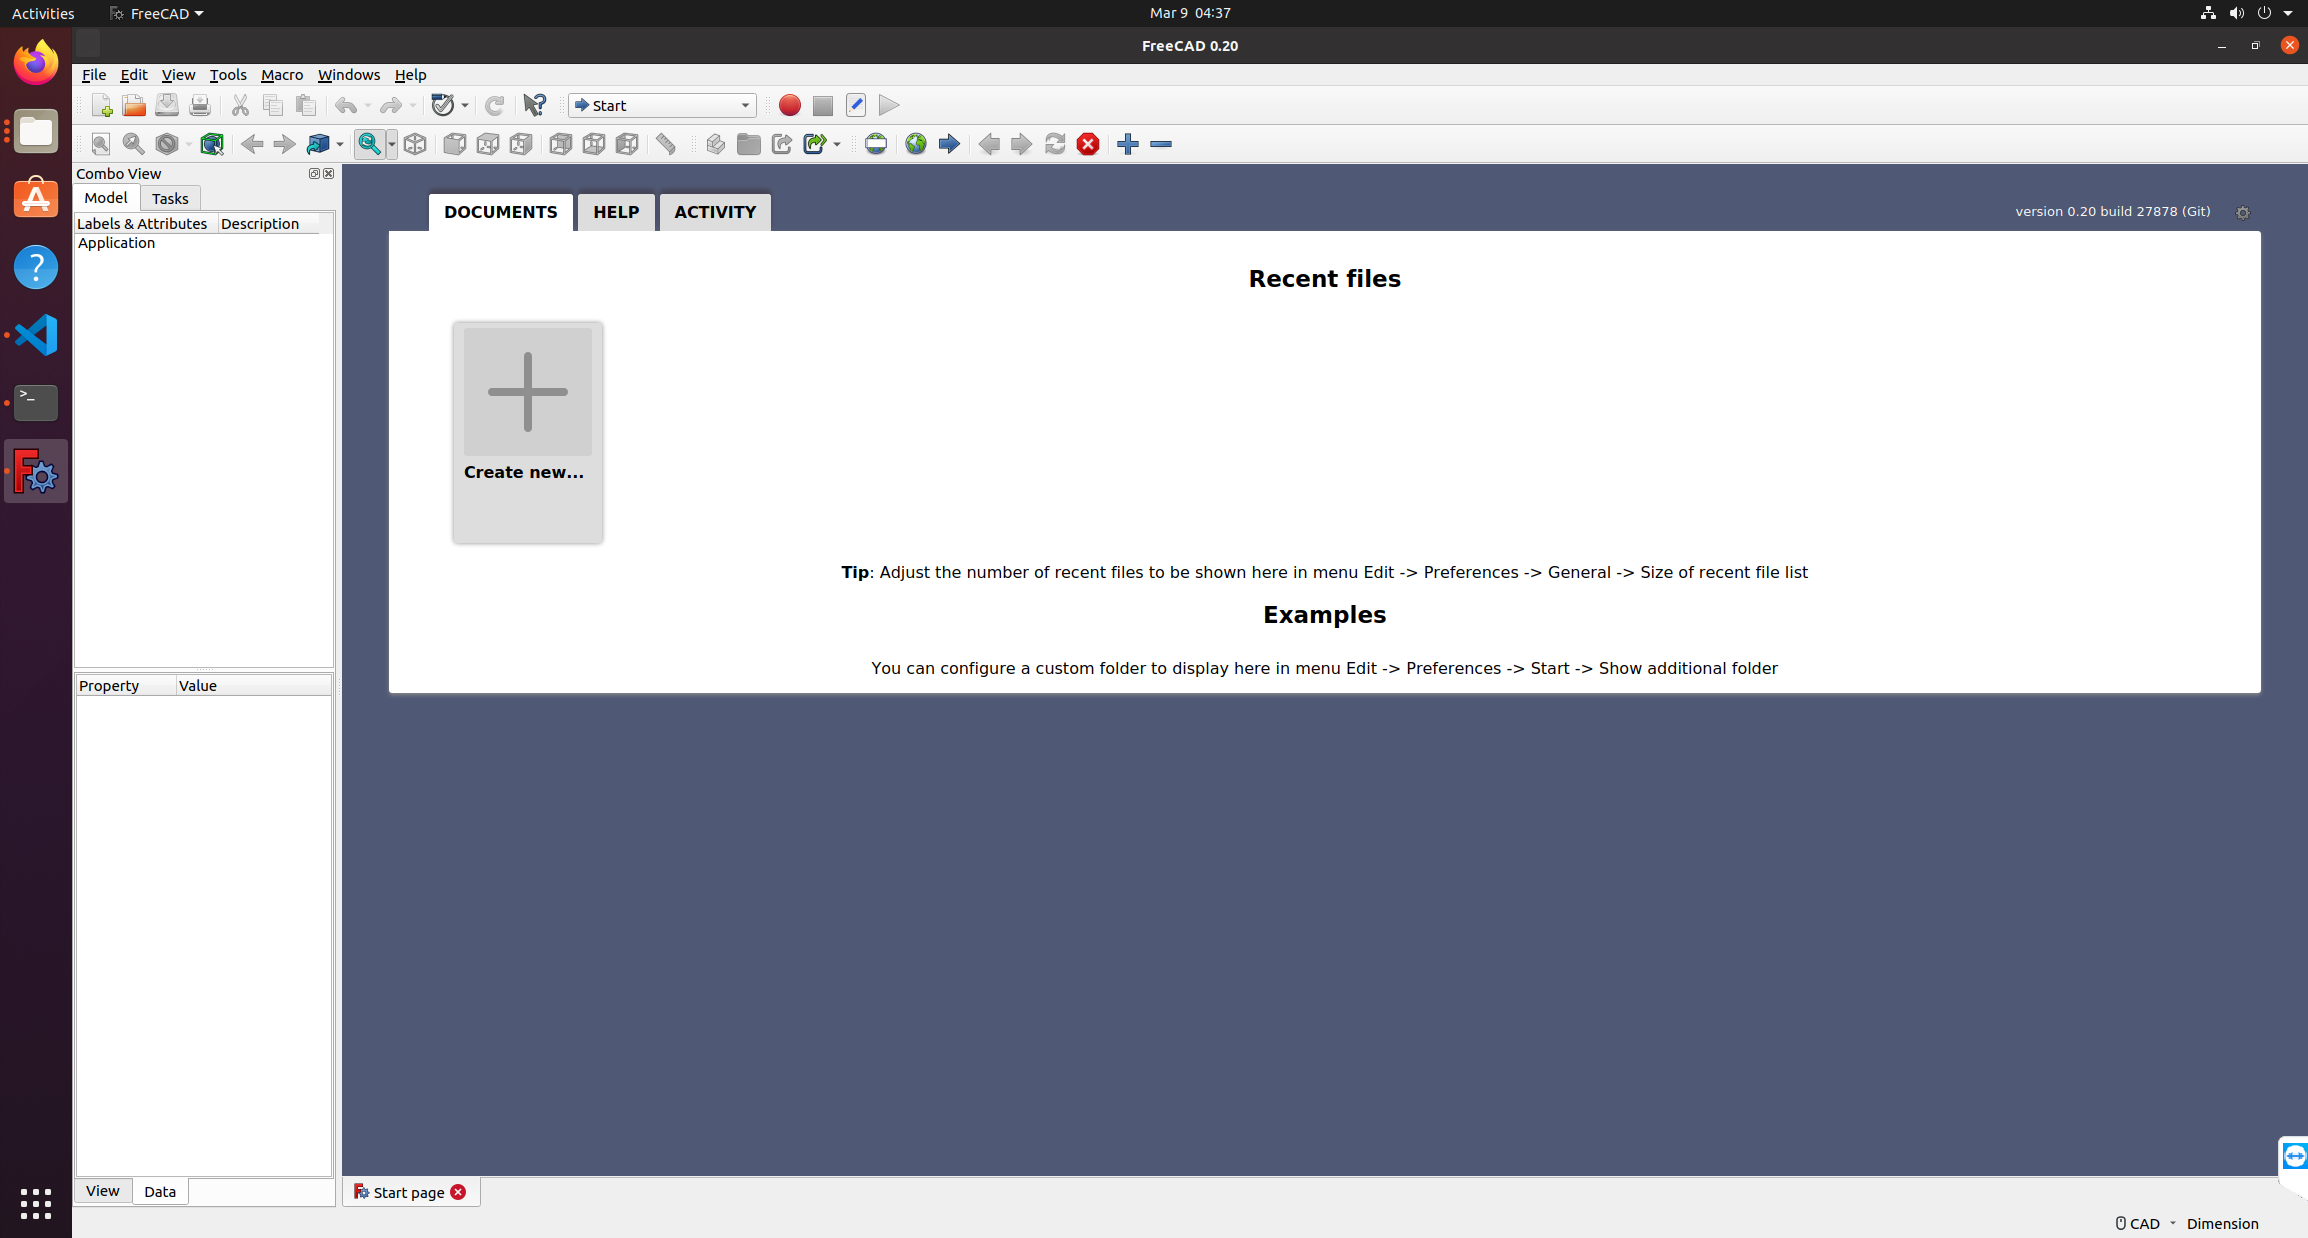 Activities
FreeCAD
Mar 9 04:37
FreeCAD 0.20
File Edit View Tools Macro Windows Help
Start
Combo View
Model Tasks
Labels & Attributes Description
Application
Property Value
View Data
DOCUMENTS HELP ACTIVITY
version 0.20 build 27878 (Git)
Recent files
Create new...
Tip: Adjust the number of recent files to be shown here in menu Edit -> Preferences -> General -> Size of recent file list
Examples
You can configure a custom folder to display here in menu Edit -> Preferences -> Start -> Show additional folder
Start page
CAD Dimension